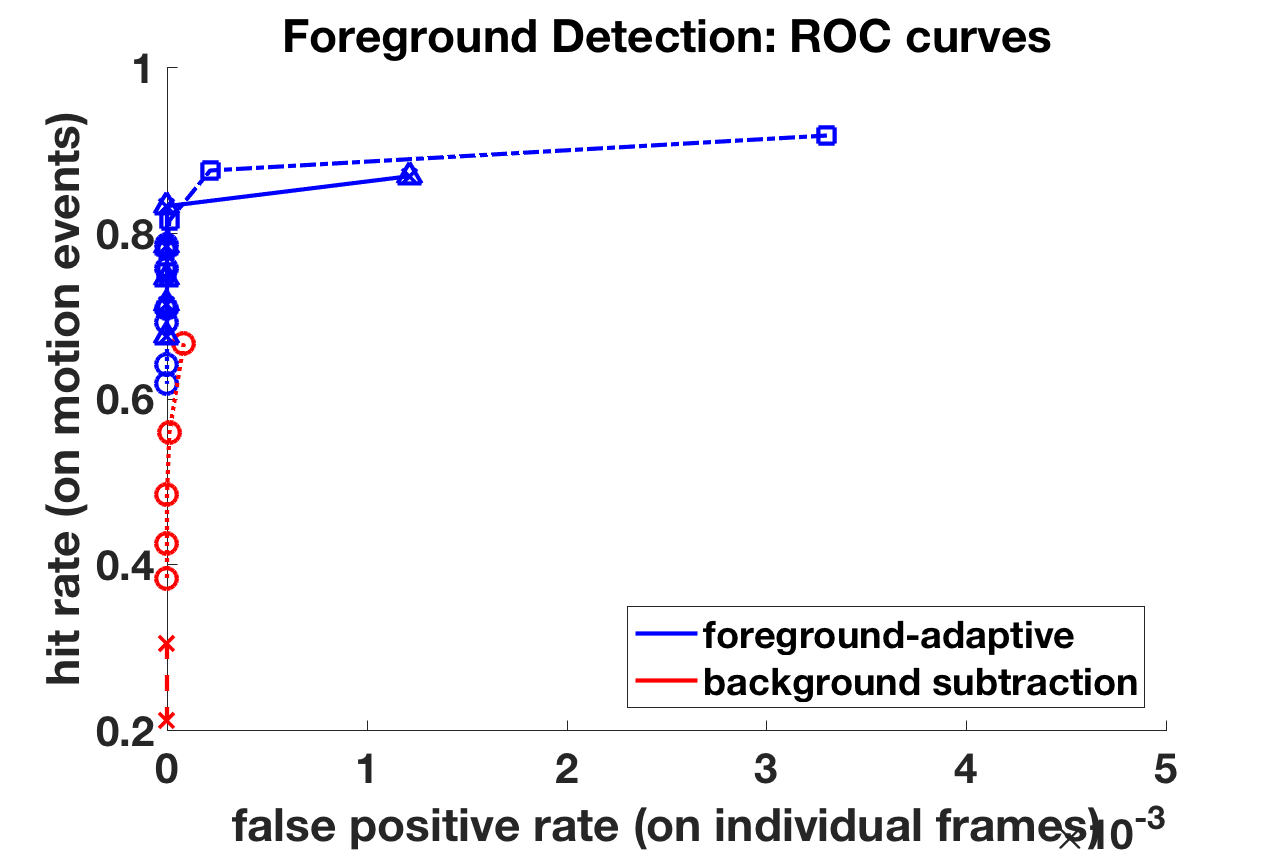 Foreground Detection: ROC curves
hit rate (on motion events)
1
0.8
0.6
0.4
0.2
0 1 2 3 4 5
foreground-adaptive
background subtraction
false positive rate (on individual frames)
×10-3